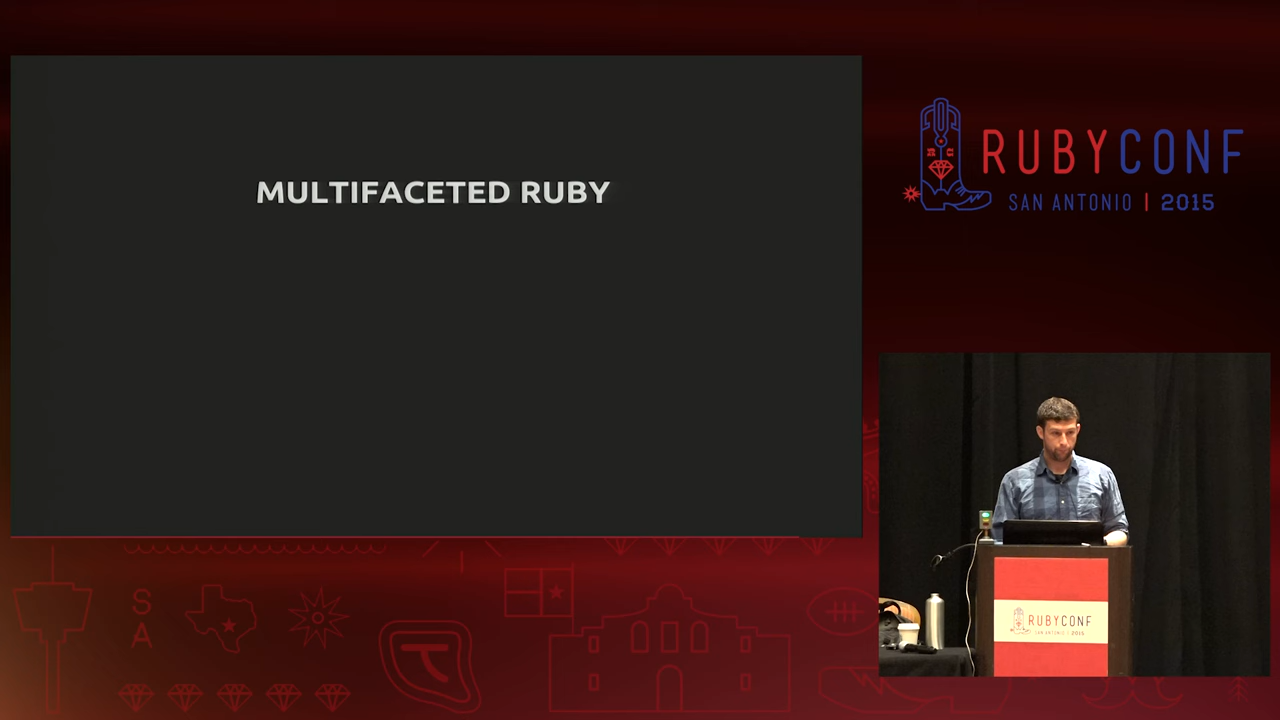 MULTIFACETED RUBY
RUBYCONF
SAN ANTONIO | 2015
S
A
RUBYCONF
SAN ANTONIO | 2015